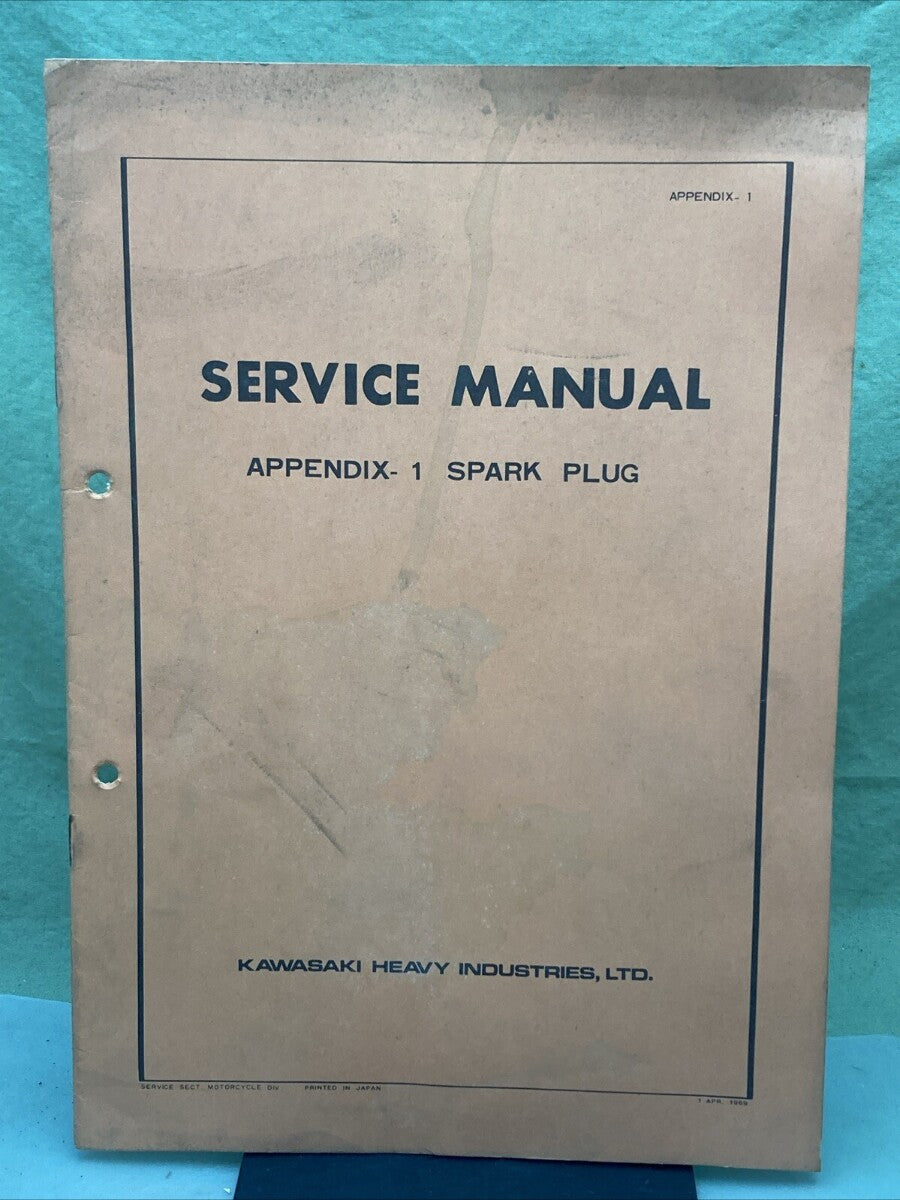 APPENDIX- 1
SERVICE MANUAL
APPENDIX- 1 SPARK PLUG
KAWASAKI HEAVY INDUSTRIES, LTD.
SERVICE SECT. MOTORCYCLE DIV PRINTED IN JAPAN
1 APR, 1969